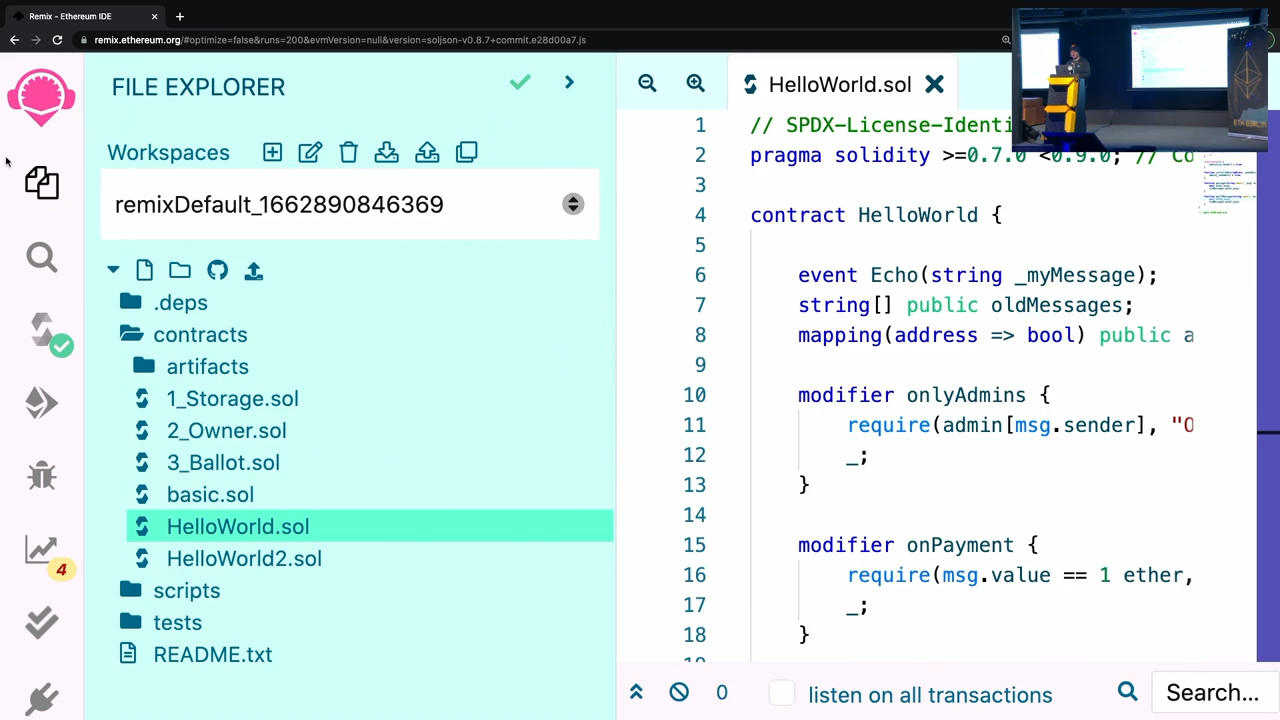 Remix - Ethereum IDE
remix.ethereum.org/#optimize=false&runs=200&evmVersion=null&version=soljson-v0.8.7+commit.e28d00a7.js
FILE EXPLORER
Workspaces
remixDefault_1662890846369
.deps
contracts
artifacts
1_Storage.sol
2_Owner.sol
3_Ballot.sol
basic.sol
HelloWorld.sol
HelloWorld2.sol
scripts
tests
README.txt
4
HelloWorld.sol
1 // SPDX-License-Identi
2 pragma solidity >=0.7.0 <0.9.0; // Co
3
4 contract HelloWorld {
5
6 event Echo(string _myMessage);
7 string[] public oldMessages;
8 mapping(address => bool) public a
9
10 modifier onlyAdmins {
11 require(admin[msg.sender], "O
12 _;
13 }
14
15 modifier onPayment {
16 require(msg.value == 1 ether,
17 _;
18 }
0
listen on all transactions
Search...